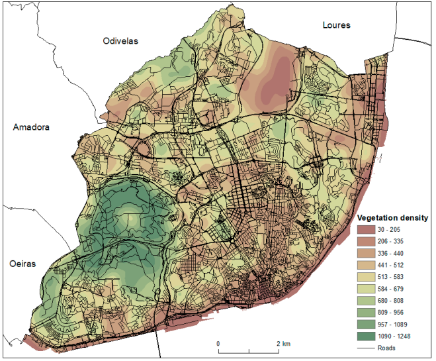 Loures
Odivelas
Amadora
Oeiras
Vegetation density
30 - 205
206 - 335
336 - 440
441 - 512
513 - 583
584 - 679
680 - 808
809 - 956
957 - 1089
1090 - 1248
Roads
0 2 km